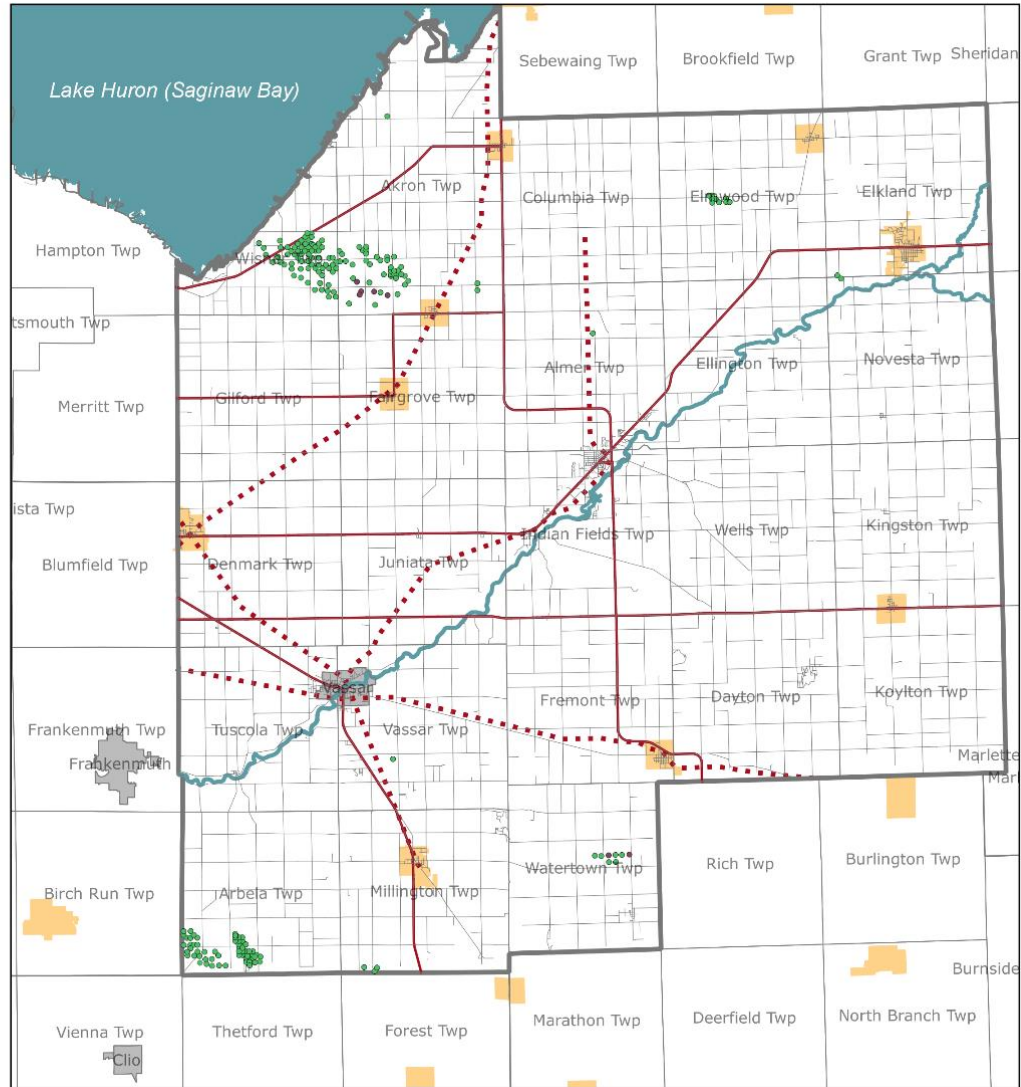 Sebewaing Twp
Brookfield Twp
Grant Twp
Sheridan
Lake Huron (Saginaw Bay)
Akron Twp
Columbia Twp
Elmwood Twp
Elkland Twp
Hampton Twp
tsmouth Twp
Almer Twp
Ellington Twp
Novesta Twp
Merritt Twp
Gilford Twp
Fairgrove Twp
ista Twp
Indian Fields Twp
Wells Twp
Kingston Twp
Blumfield Twp
Denmark Twp
Juniata Twp
Vassar
Fremont Twp
Dayton Twp
Koylton Twp
Frankenmuth Twp
Tuscola Twp
Vassar Twp
Frankenmuth
Marlette
Marl
Birch Run Twp
Arbela Twp
Millington Twp
Watertown Twp
Rich Twp
Burlington Twp
Burnside
Vienna Twp
Thetford Twp
Forest Twp
Marathon Twp
Deerfield Twp
North Branch Twp
Clio